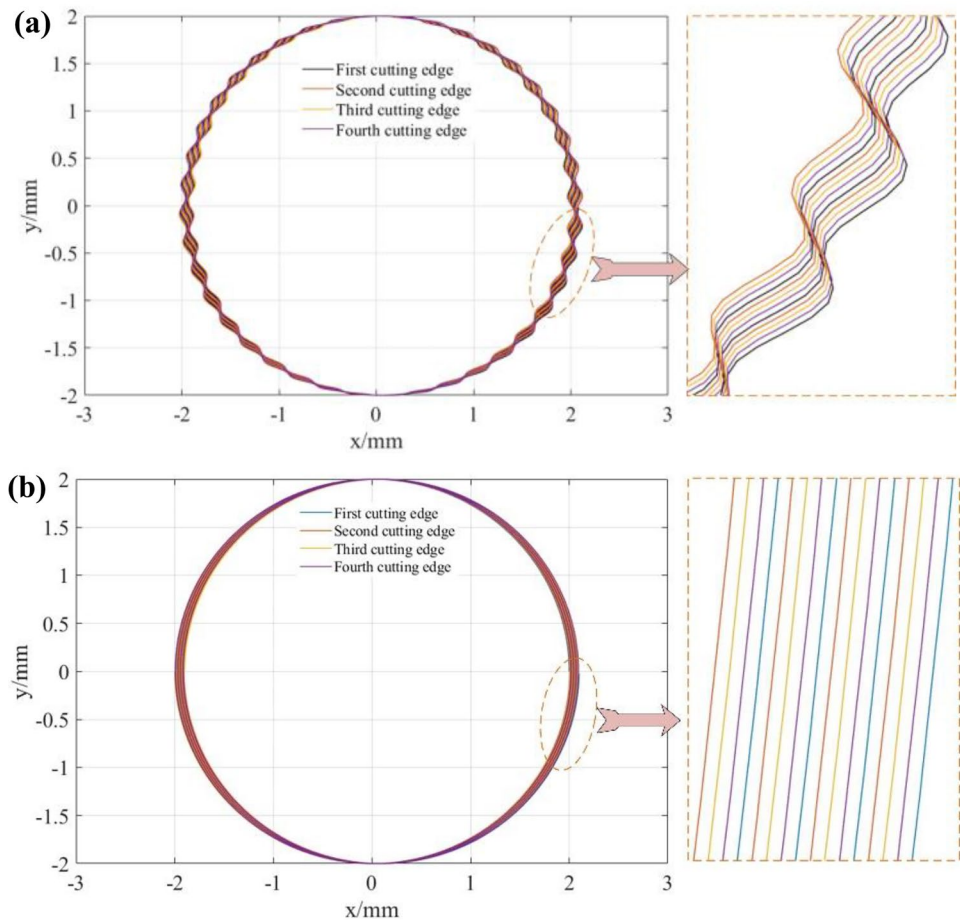 (a)
2
1.5
1
0.5
0
-0.5
-1
-1.5
-2
y/mm
First cutting edge
Second cutting edge
Third cutting edge
Fourth cutting edge
-3 -2 -1 0 1 2 3
x/mm
(b)
2
1.5
1
0.5
0
-0.5
-1
-1.5
-2
y/mm
First cutting edge
Second cutting edge
Third cutting edge
Fourth cutting edge
-3 -2 -1 0 1 2 3
x/mm